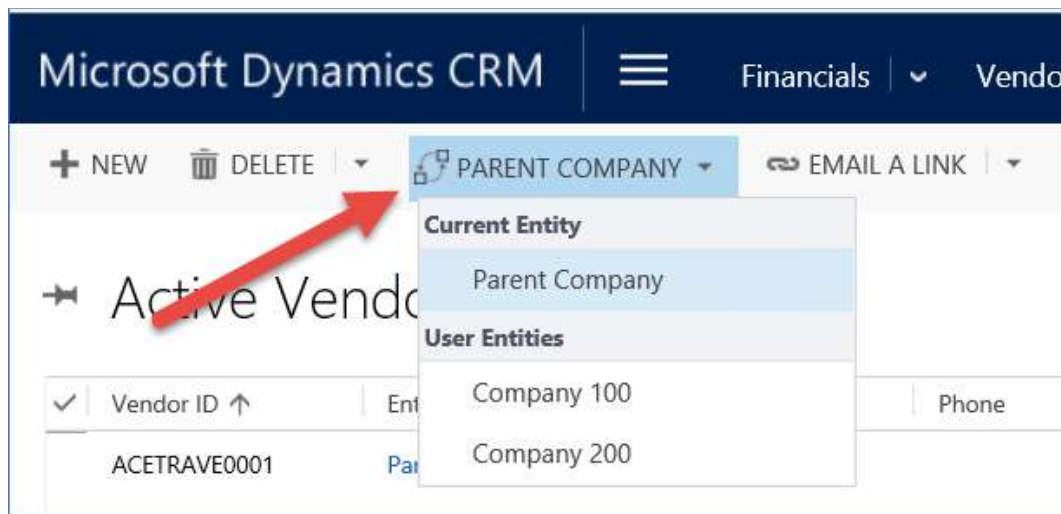 Microsoft Dynamics CRM Financials Vendo
NEW DELETE PARENT COMPANY EMAIL A LINK
Current Entity
Parent Company
Active Vendo
User Entities
Company 100
Vendor ID Ent Phone
Company 200
ACETRAVE0001 Par